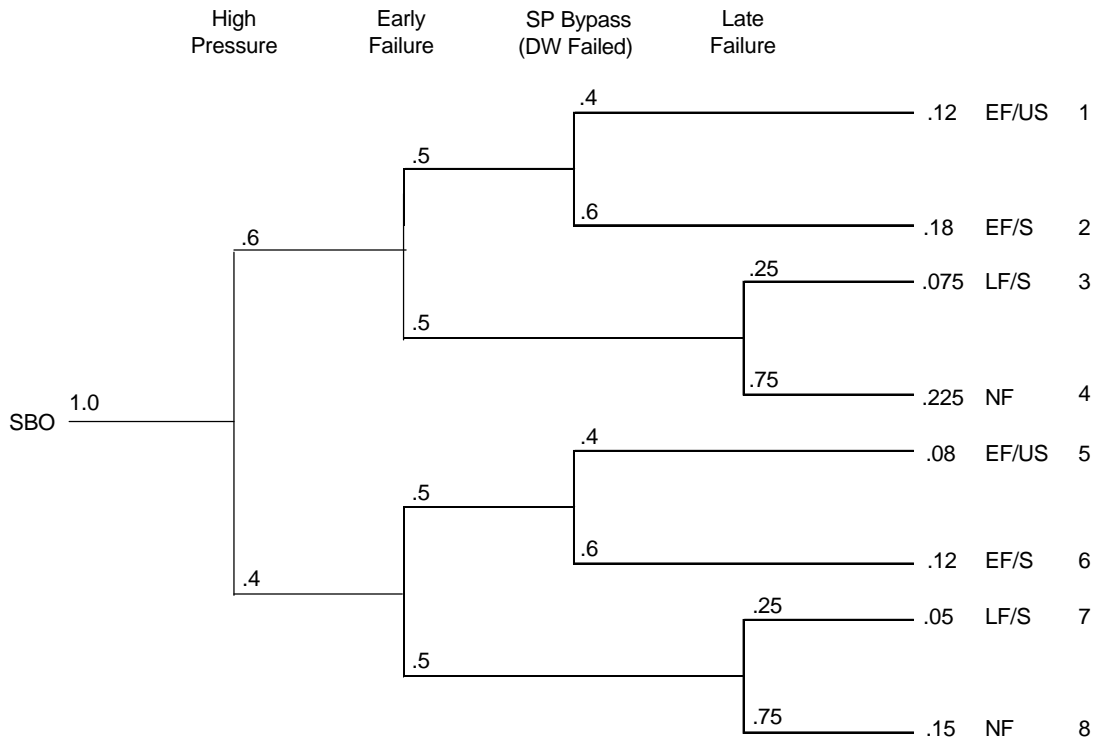 High Pressure
Early Failure
SP Bypass (DW Failed)
Late Failure
.4
.12 EF/US 1
.5
.6
.18 EF/S 2
.6
.25
.075 LF/S 3
.5
.75
.225 NF 4
1.0
SBO
.4
.08 EF/US 5
.5
.6
.12 EF/S 6
.4
.25
.05 LF/S 7
.5
.75
.15 NF 8